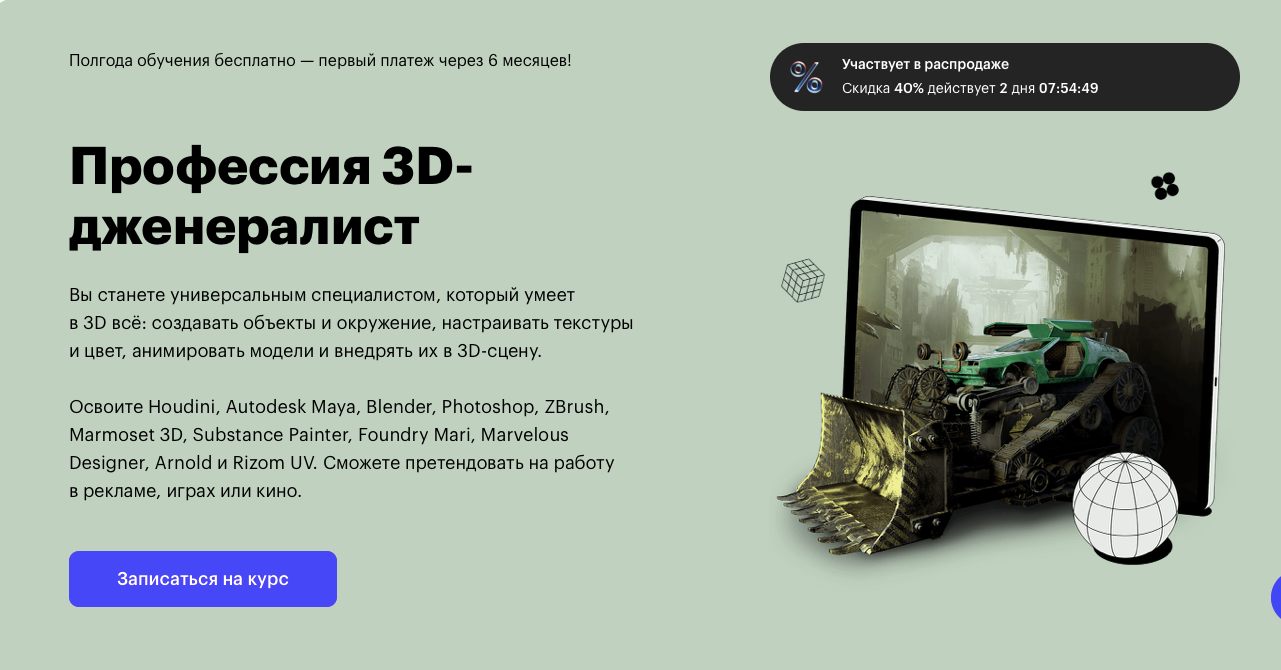 Полгода обучения бесплатно — первый платеж через 6 месяцев!
Участвует в распродаже
Скидка 40% действует 2 дня 07:54:49
Профессия 3D-
дженералист
Вы станете универсальным специалистом, который умеет
в 3D всё: создавать объекты и окружение, настраивать текстуры
и цвет, анимировать модели и внедрять их в 3D-сцену.
Освоите Houdini, Autodesk Maya, Blender, Photoshop, ZBrush,
Marmoset 3D, Substance Painter, Foundry Mari, Marvelous
Designer, Arnold и Rizom UV. Сможете претендовать на работу
в рекламе, играх или кино.
Записаться на курс